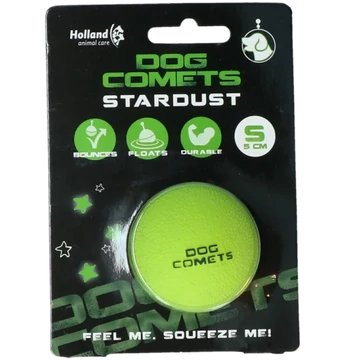 Holland
animal care
DOG
COMETS
STARDUST
BOUNCES
FLOATS
DURABLE
S
5 CM
DOG
COMETS
DOG
COMETS
FEEL ME. SQUEEZE ME!